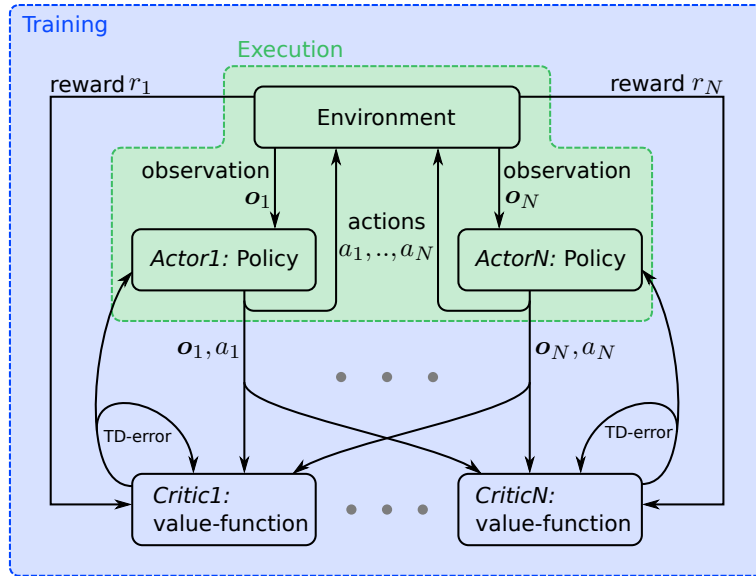 Training
Execution
reward r₁
reward r_N
Environment
observation
o₁
observation
o_N
actions
a₁,..,a_N
Actor1: Policy
ActorN: Policy
o₁, a₁
o_N, a_N
TD-error
TD-error
Critic1:
value-function
CriticN:
value-function